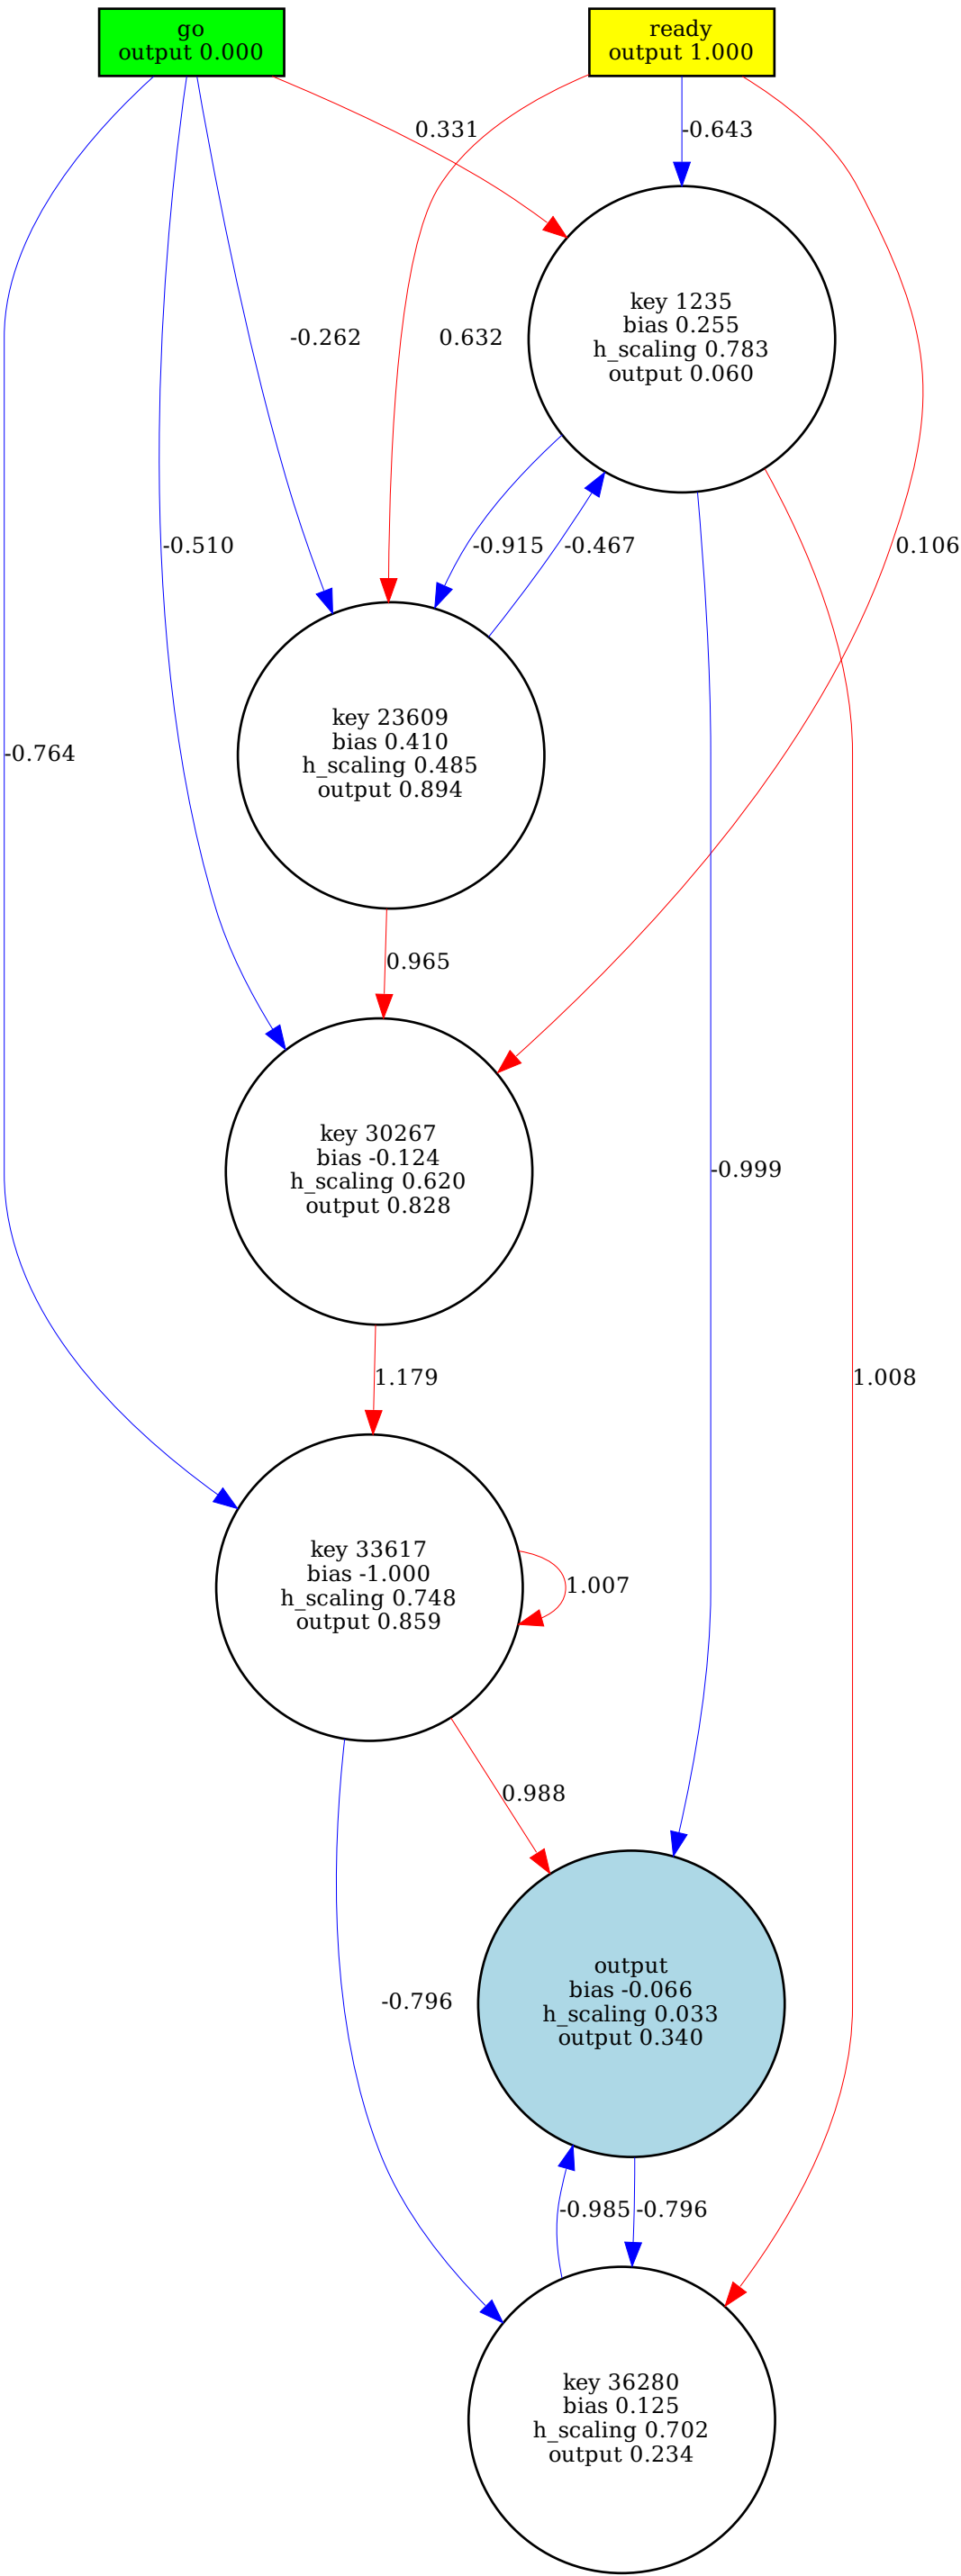 go
output 0.000
ready
output 1.000
0.331
-0.643
key 1235
bias 0.255
h_scaling 0.783
output 0.060
-0.262
0.632
-0.510
-0.915
-0.467
0.106
key 23609
bias 0.410
h_scaling 0.485
output 0.894
-0.764
0.965
key 30267
bias -0.124
h_scaling 0.620
output 0.828
-0.999
1.179
1.008
key 33617
bias -1.000
h_scaling 0.748
output 0.859
1.007
0.988
-0.796
output
bias -0.066
h_scaling 0.033
output 0.340
-0.985
-0.796
key 36280
bias 0.125
h_scaling 0.702
output 0.234